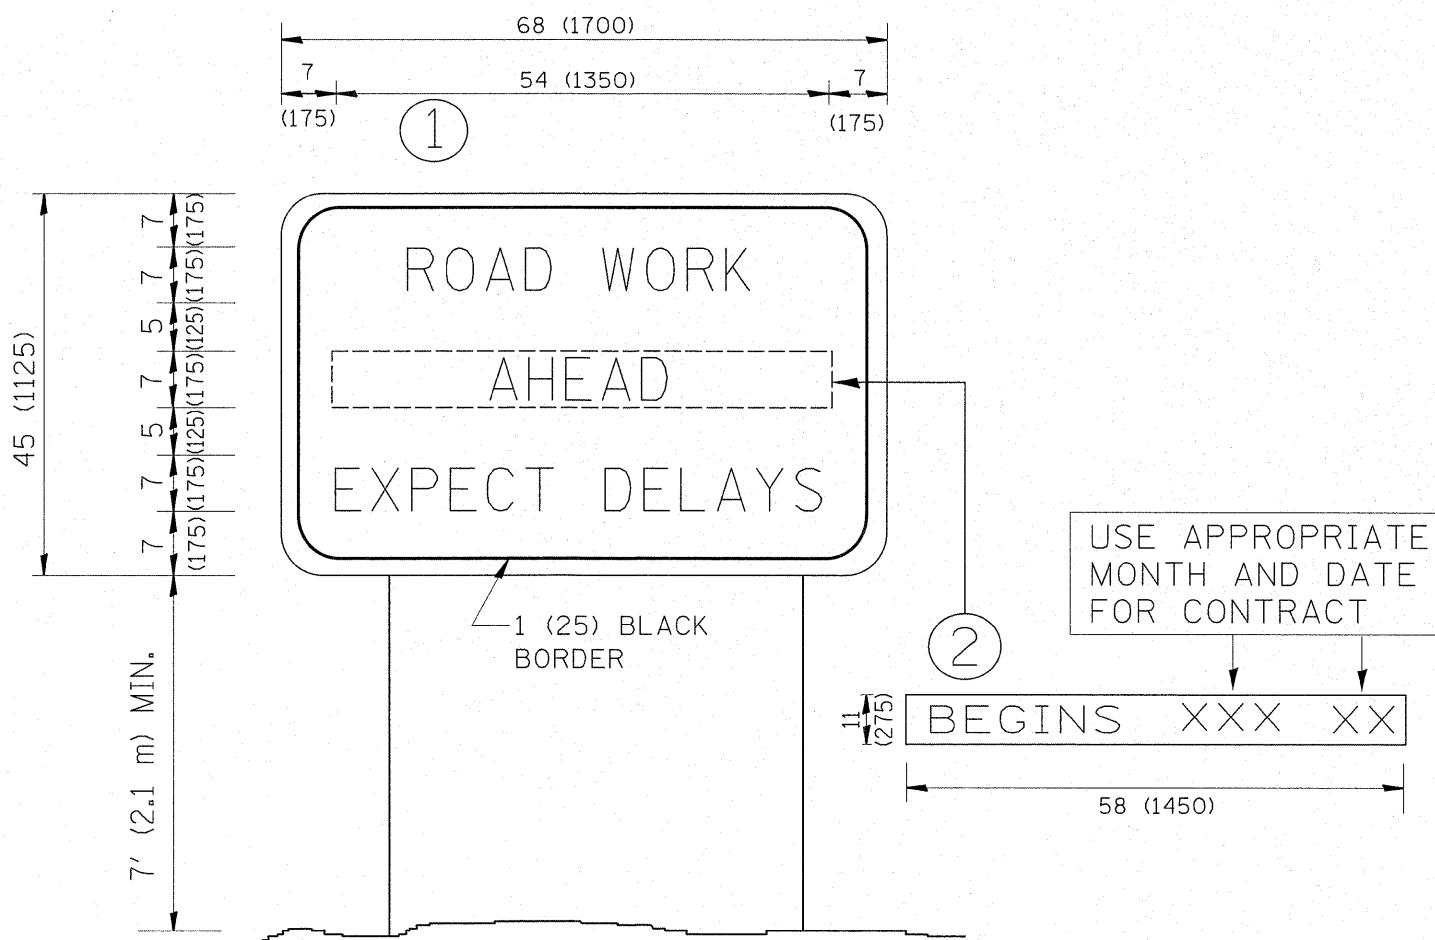 68 (1700)
7
54 (1350)
7
(175)
(175)
1
7 (175)
7 (175)
5 (125)
7 (175)
5 (125)
7 (175)
7 (175)
45 (1125)
ROAD WORK
AHEAD
EXPECT DELAYS
1 (25) BLACK
BORDER
7' (2.1 m) MIN.
2
USE APPROPRIATE
MONTH AND DATE
FOR CONTRACT
11
(275)
BEGINS XXX XX
58 (1450)